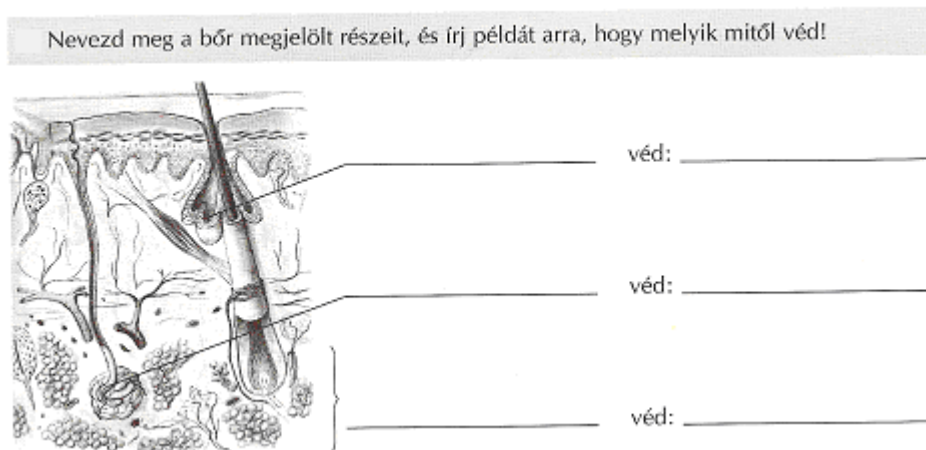 Nevezd meg a bőr megjelölt részeit, és írj példát arra, hogy melyik mitől véd!
véd:
véd:
véd: